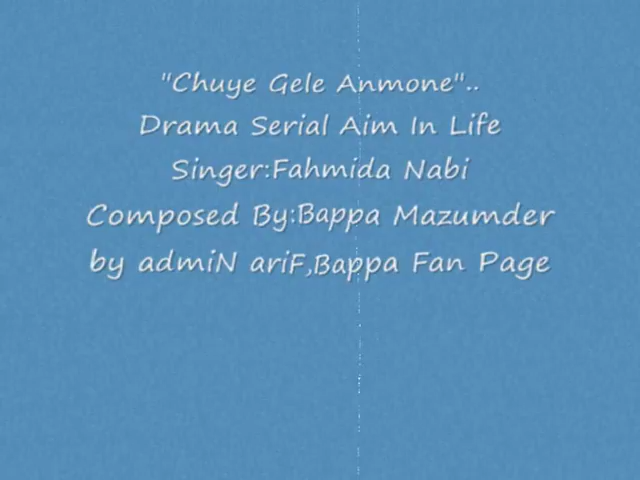 "Chuye Gele Anmone"..
Drama Serial Aim In Life
Singer:Fahmida Nabi
Composed By:Bappa Mazumder
by admiN ariF,Bappa Fan Page